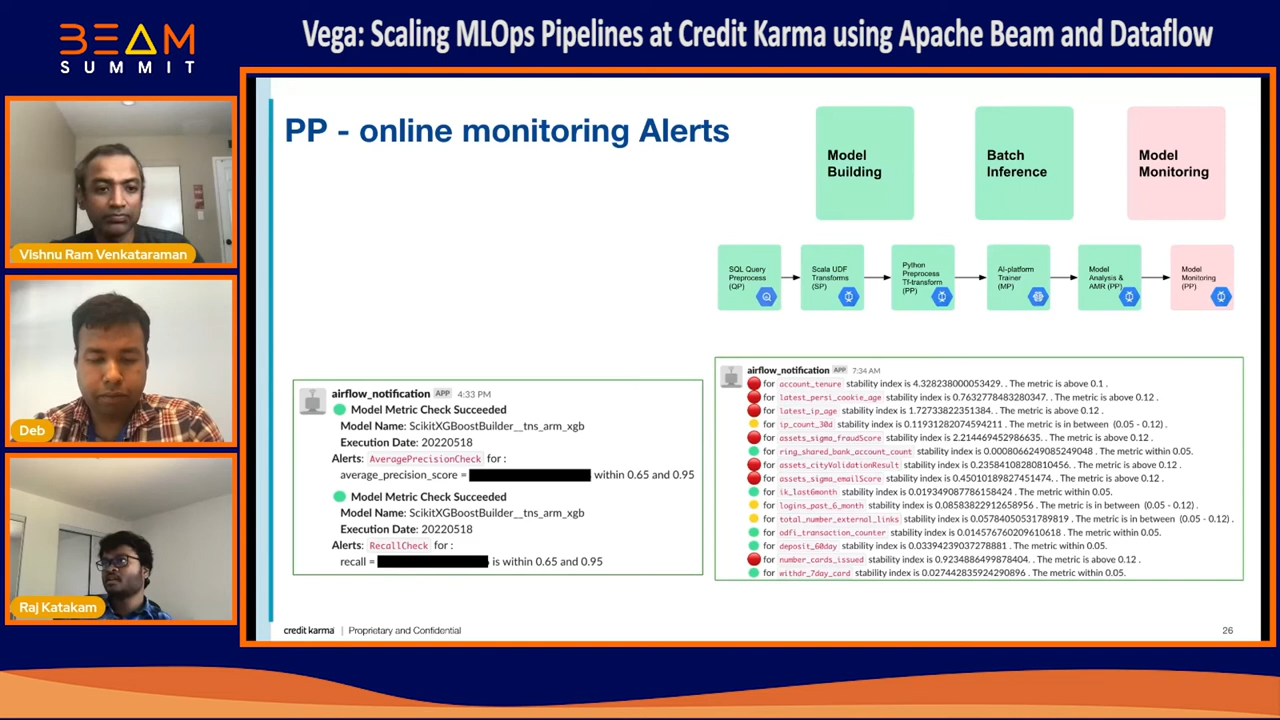 Vega: Scaling MLOps Pipelines at Credit Karma using Apache Beam and Dataflow
BEAM
SUMMIT
Vishnu Ram Venkataraman
Deb
Raj Katakam
PP - online monitoring Alerts
Model
Building
Batch
Inference
Model
Monitoring
SQL Query
Preprocess
(QP)
Scala UDF
Transforms
(SP)
Python
Preprocess
Tf-transform
(PP)
AI-platform
Trainer
(MP)
Model
Analysis &
AMR (PP)
Model
Monitoring
(PP)
airflow_notification APP 4:33 PM
Model Metric Check Succeeded
Model Name: ScikitXGBoostBuilder__tns_arm_xgb
Execution Date: 20220518
Alerts: AveragePrecisionCheck for :
average_precision_score = within 0.65 and 0.95
Model Metric Check Succeeded
Model Name: ScikitXGBoostBuilder__tns_arm_xgb
Execution Date: 20220518
Alerts: RecallCheck for :
recall = is within 0.65 and 0.95
airflow_notification APP 7:34 AM
for account_tenure stability index is 4.328238000053429. . The metric is above 0.1 .
for latest_persi_cookie_age stability index is 0.7632778483280347. . The metric is above 0.12 .
for latest_ip_age stability index is 1.72733822351384. . The metric is above 0.12 .
for ip_count_30d stability index is 0.11931282074594211 . The metric is in between (0.05 - 0.12) .
for assets_sigma_fraudScore stability index is 2.214469452986635. . The metric is above 0.12 .
for ring_shared_bank_account_count stability index is 0.0008066249085249048 . The metric within 0.05.
for assets_cityValidationResult stability index is 0.23584108280810456. . The metric is above 0.12 .
for assets_sigma_emailScore stability index is 0.45010189827451474. . The metric is above 0.12 .
for ik_last6month stability index is 0.019349087786158424 . The metric within 0.05.
for logins_past_6_month stability index is 0.08583822912658956 . The metric is in between (0.05 - 0.12) .
for total_number_external_links stability index is 0.05784050531789819 . The metric is in between (0.05 - 0.12) .
for odfi_transaction_counter stability index is 0.014576760209610618 . The metric within 0.05.
for deposit_60day stability index is 0.03394239037278881 . The metric within 0.05.
for number_cards_issued stability index is 0.9234886499878404. . The metric is above 0.12 .
for withdr_7day_card stability index is 0.027442835924290896 . The metric within 0.05.
credit karma | Proprietary and Confidential
26